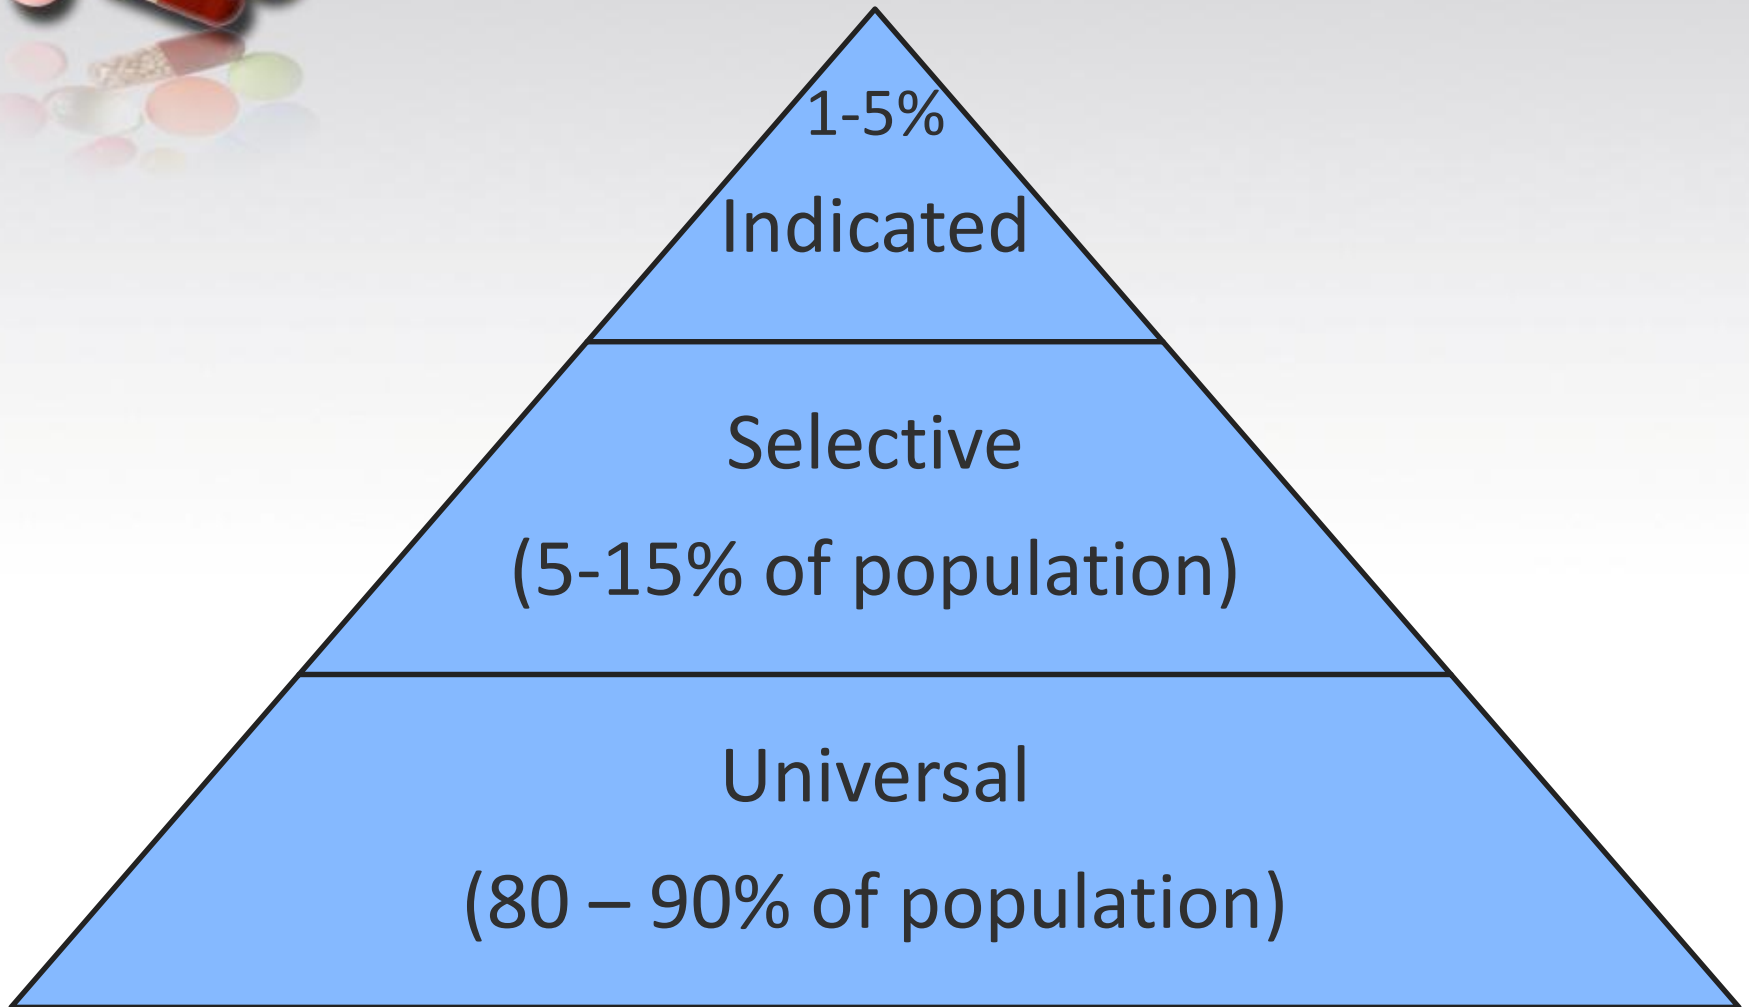 1-5%
Indicated
Selective
(5-15% of population)
Universal
(80 – 90% of population)